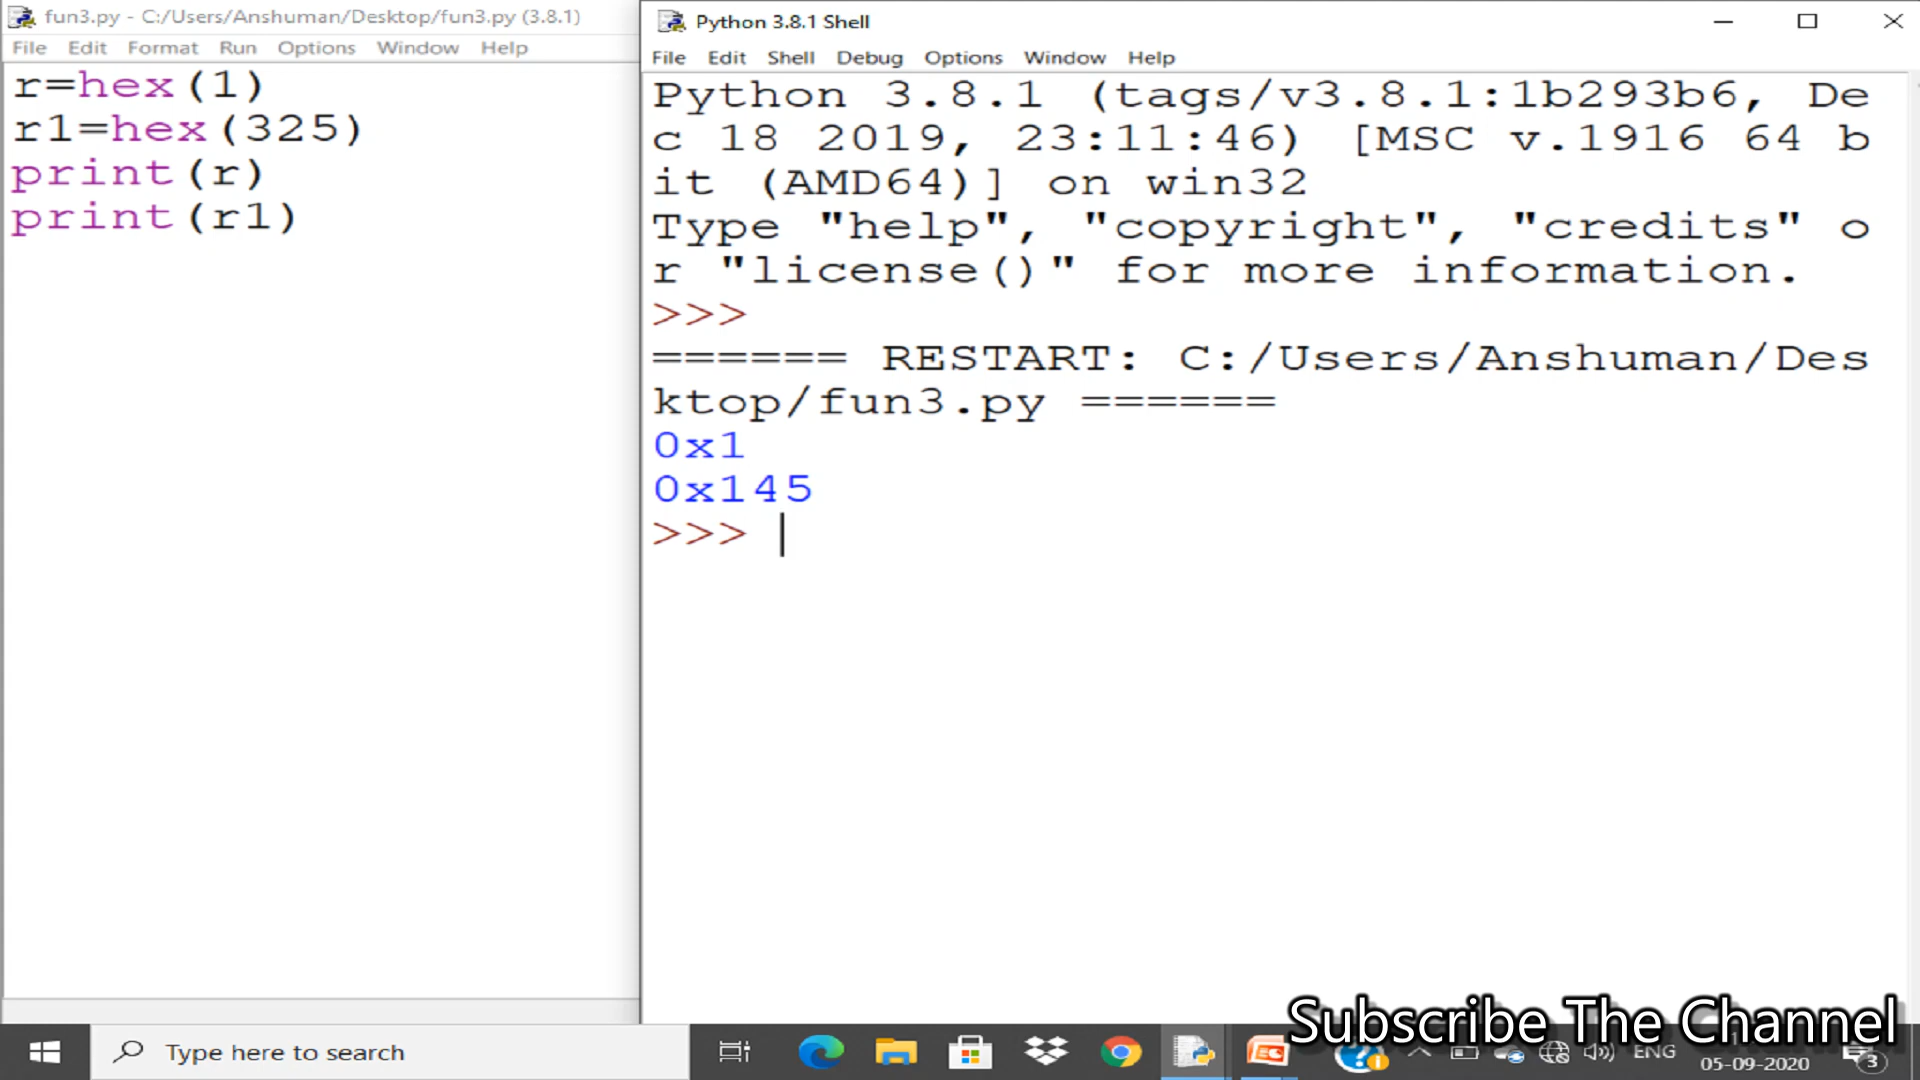 fun3.py - C:/Users/Anshuman/Desktop/fun3.py (3.8.1)
File Edit Format Run Options Window Help
r=hex(1)
r1=hex(325)
print(r)
print(r1)
Python 3.8.1 Shell
File Edit Shell Debug Options Window Help
Python 3.8.1 (tags/v3.8.1:1b293b6, De
c 18 2019, 23:11:46) [MSC v.1916 64 b
it (AMD64)] on win32
Type "help", "copyright", "credits" o
r "license()" for more information.
>>>
====== RESTART: C:/Users/Anshuman/Des
ktop/fun3.py ======
0x1
0x145
>>>
Subscribe The Channel
Type here to search
ENG
05-09-2020
3